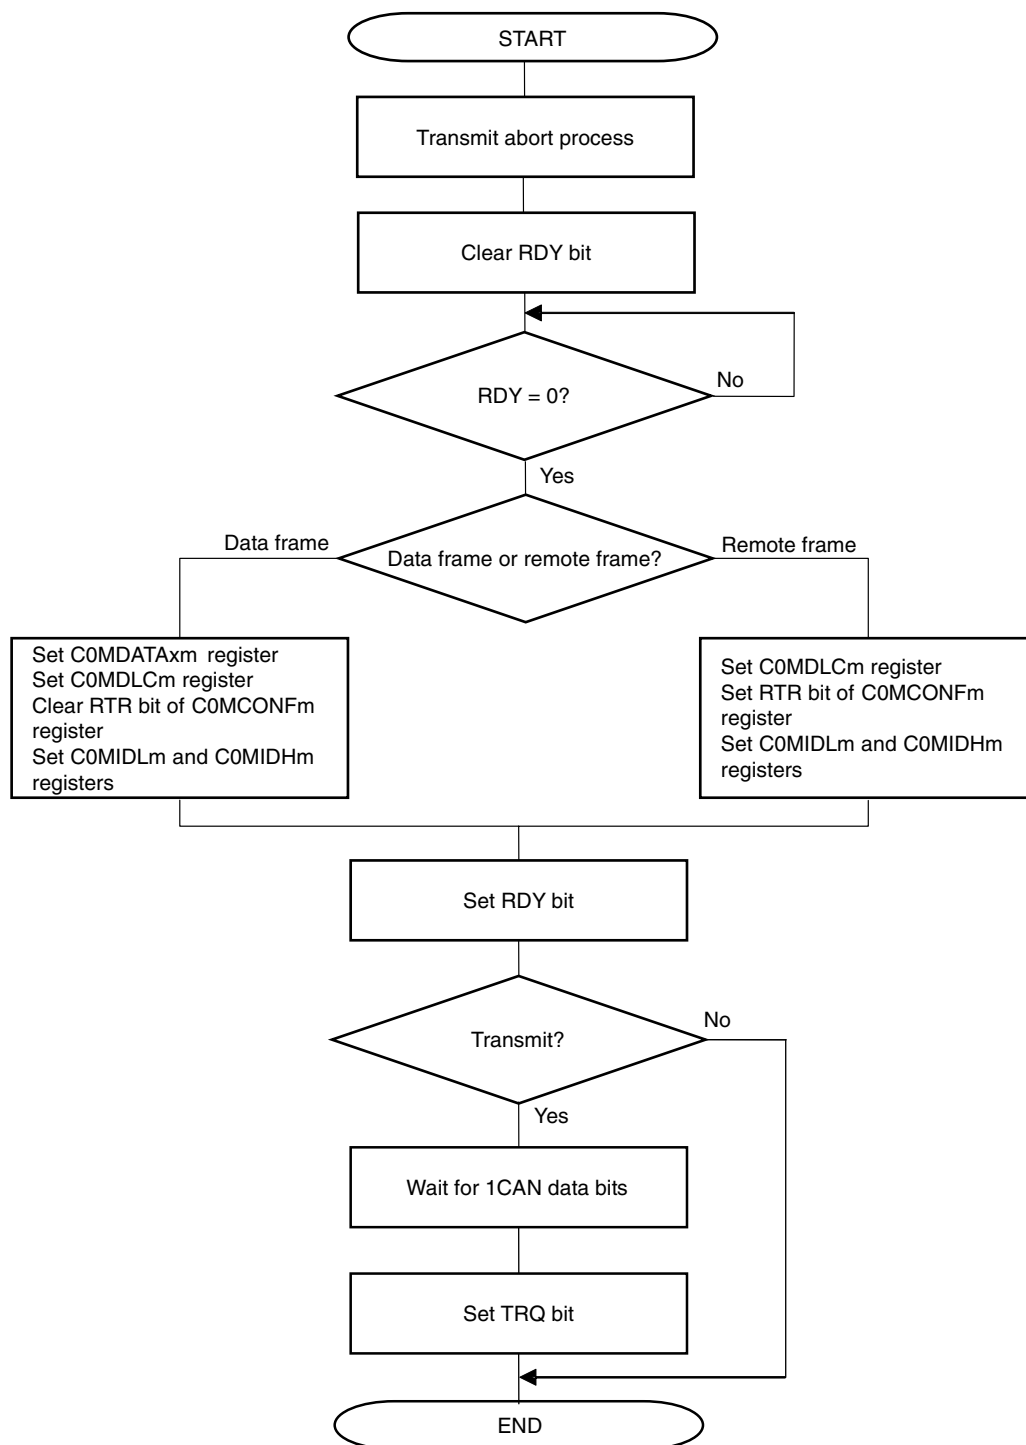 START
Transmit abort process
Clear RDY bit
RDY = 0?
No
Yes
Data frame
Data frame or remote frame?
Remote frame
Set C0MDATAxm register
Set C0MDLCm register
Clear RTR bit of C0MCONFm
register
Set C0MIDLm and C0MIDHm
registers
Set C0MDLCm register
Set RTR bit of C0MCONFm
register
Set C0MIDLm and C0MIDHm
registers
Set RDY bit
Transmit?
No
Yes
Wait for 1CAN data bits
Set TRQ bit
END